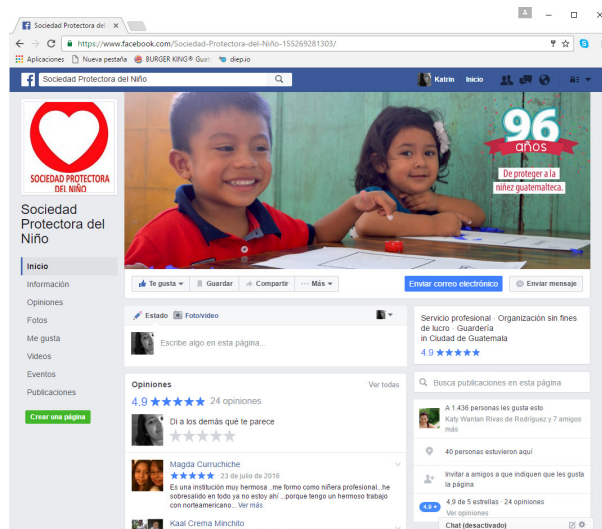 Sociedad Protectora del
https://www.facebook.com/Sociedad-Protectora-del-Niño-155269281303/
Aplicaciones
Nueva pestaña
BURGER KING® Guat
diep.io
Sociedad Protectora del Niño
Katrin
Inicio
SOCIEDAD PROTECTORA
DEL NIÑO
96
años
De proteger a la
niñez guatemalteca.
Sociedad
Protectora del
Niño
Inicio
Información
Opiniones
Fotos
Me gusta
Videos
Eventos
Publicaciones
Crear una página
Te gusta
Guardar
Compartir
Más
Enviar correo electrónico
Enviar mensaje
Estado
Foto/video
Escribe algo en esta página...
Opiniones
Ver todas
4.9 ★★★★★ 24 opiniones
Di a los demás qué te parece
Magda Curruchiche
★★★★★ · 23 de julio de 2016
Es una institución muy hermosa ..me formo como niñera profesional...he
sobresalido en todo ya no estoy ahí ...porque tengo un hermoso trabajo
con norteamericano... Ver más
Kaal Crema Minchito
Servicio profesional · Organización sin fines
de lucro · Guardería
in Ciudad de Guatemala
4.9 ★★★★★
Busca publicaciones en esta página
A 1.436 personas les gusta esto
Katy Wantan Rivas de Rodríguez y 7 amigos
más
40 personas estuvieron aquí
Invitar a amigos a que indiquen que les gusta
la página
4,9 de 5 estrellas · 24 opiniones
Ver opiniones
4,9 ★
Chat (desactivado)